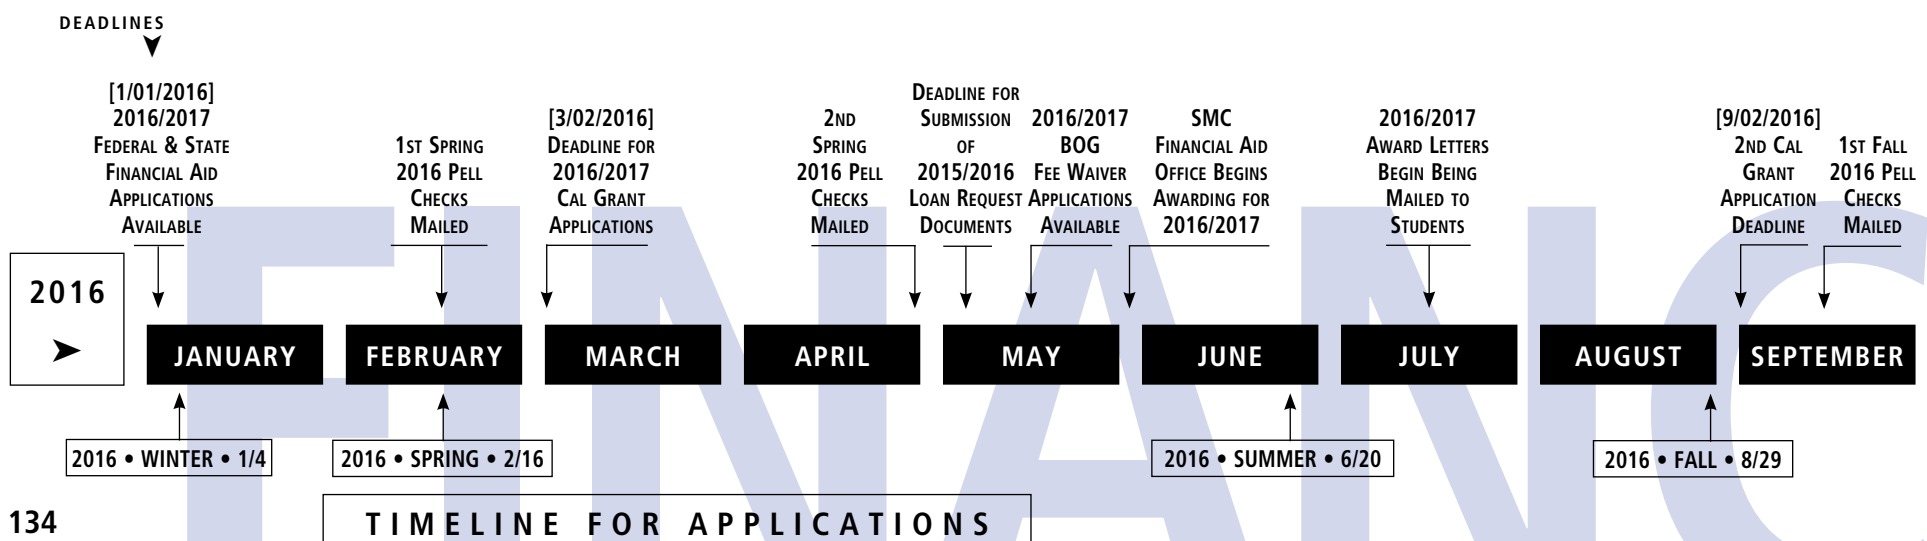 DEADLINES
[1/01/2016]
2016/2017
Federal & State
Financial Aid
Applications
Available
1st Spring
2016 Pell
Checks
Mailed
[3/02/2016]
Deadline for
2016/2017
Cal Grant
Applications
2nd
Spring
2016 Pell
Checks
Mailed
Deadline for
Submission
of
2015/2016
Loan Request
Documents
2016/2017
BOG
Fee Waiver
Applications
Available
SMC
Financial Aid
Office Begins
Awarding for
2016/2017
2016/2017
Award Letters
Begin Being
Mailed to
Students
[9/02/2016]
2nd Cal
Grant
Application
Deadline
1st Fall
2016 Pell
Checks
Mailed
2016
JANUARY
FEBRUARY
MARCH
APRIL
MAY
JUNE
JULY
AUGUST
SEPTEMBER
2016 • WINTER • 1/4
2016 • SPRING • 2/16
2016 • SUMMER • 6/20
2016 • FALL • 8/29
134
TIMELINE FOR APPLICATIONS
FINANC